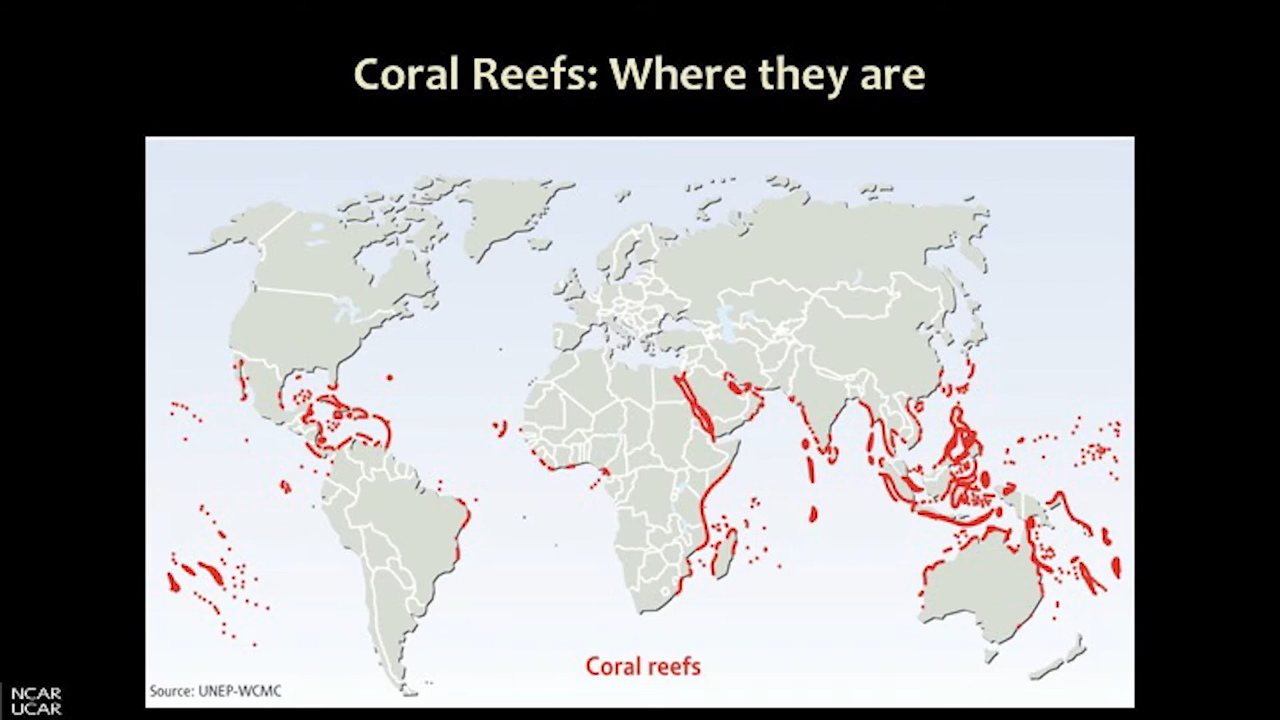 Coral Reefs: Where they are
Coral reefs
Source: UNEP-WCMC
NCAR
UCAR